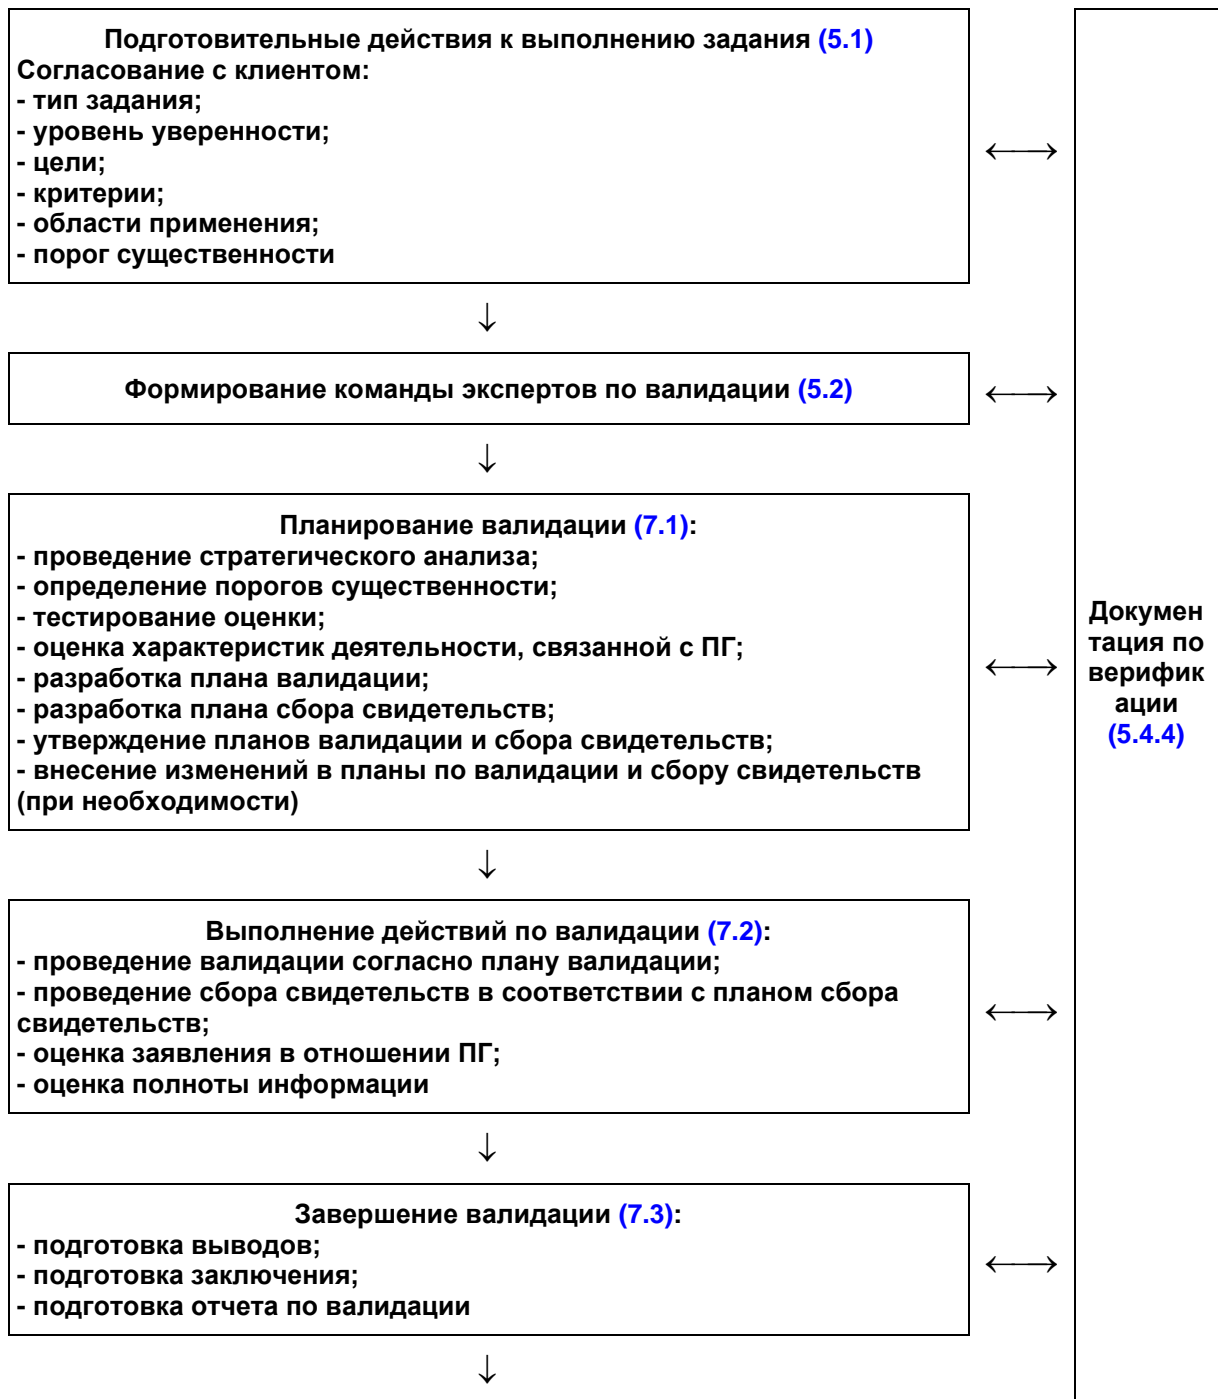 Подготовительные действия к выполнению задания (5.1)
Согласование с клиентом:
- тип задания;
- уровень уверенности;
- цели;
- критерии;
- области применения;
- порог существенности
Формирование команды экспертов по валидации (5.2)
Планирование валидации (7.1):
- проведение стратегического анализа;
- определение порогов существенности;
- тестирование оценки;
- оценка характеристик деятельности, связанной с ПГ;
- разработка плана валидации;
- разработка плана сбора свидетельств;
- утверждение планов валидации и сбора свидетельств;
- внесение изменений в планы по валидации и сбору свидетельств
(при необходимости)
Выполнение действий по валидации (7.2):
- проведение валидации согласно плану валидации;
- проведение сбора свидетельств в соответствии с планом сбора
свидетельств;
- оценка заявления в отношении ПГ;
- оценка полноты информации
Завершение валидации (7.3):
- подготовка выводов;
- подготовка заключения;
- подготовка отчета по валидации
Докумен
тация по
верифик
ации
(5.4.4)